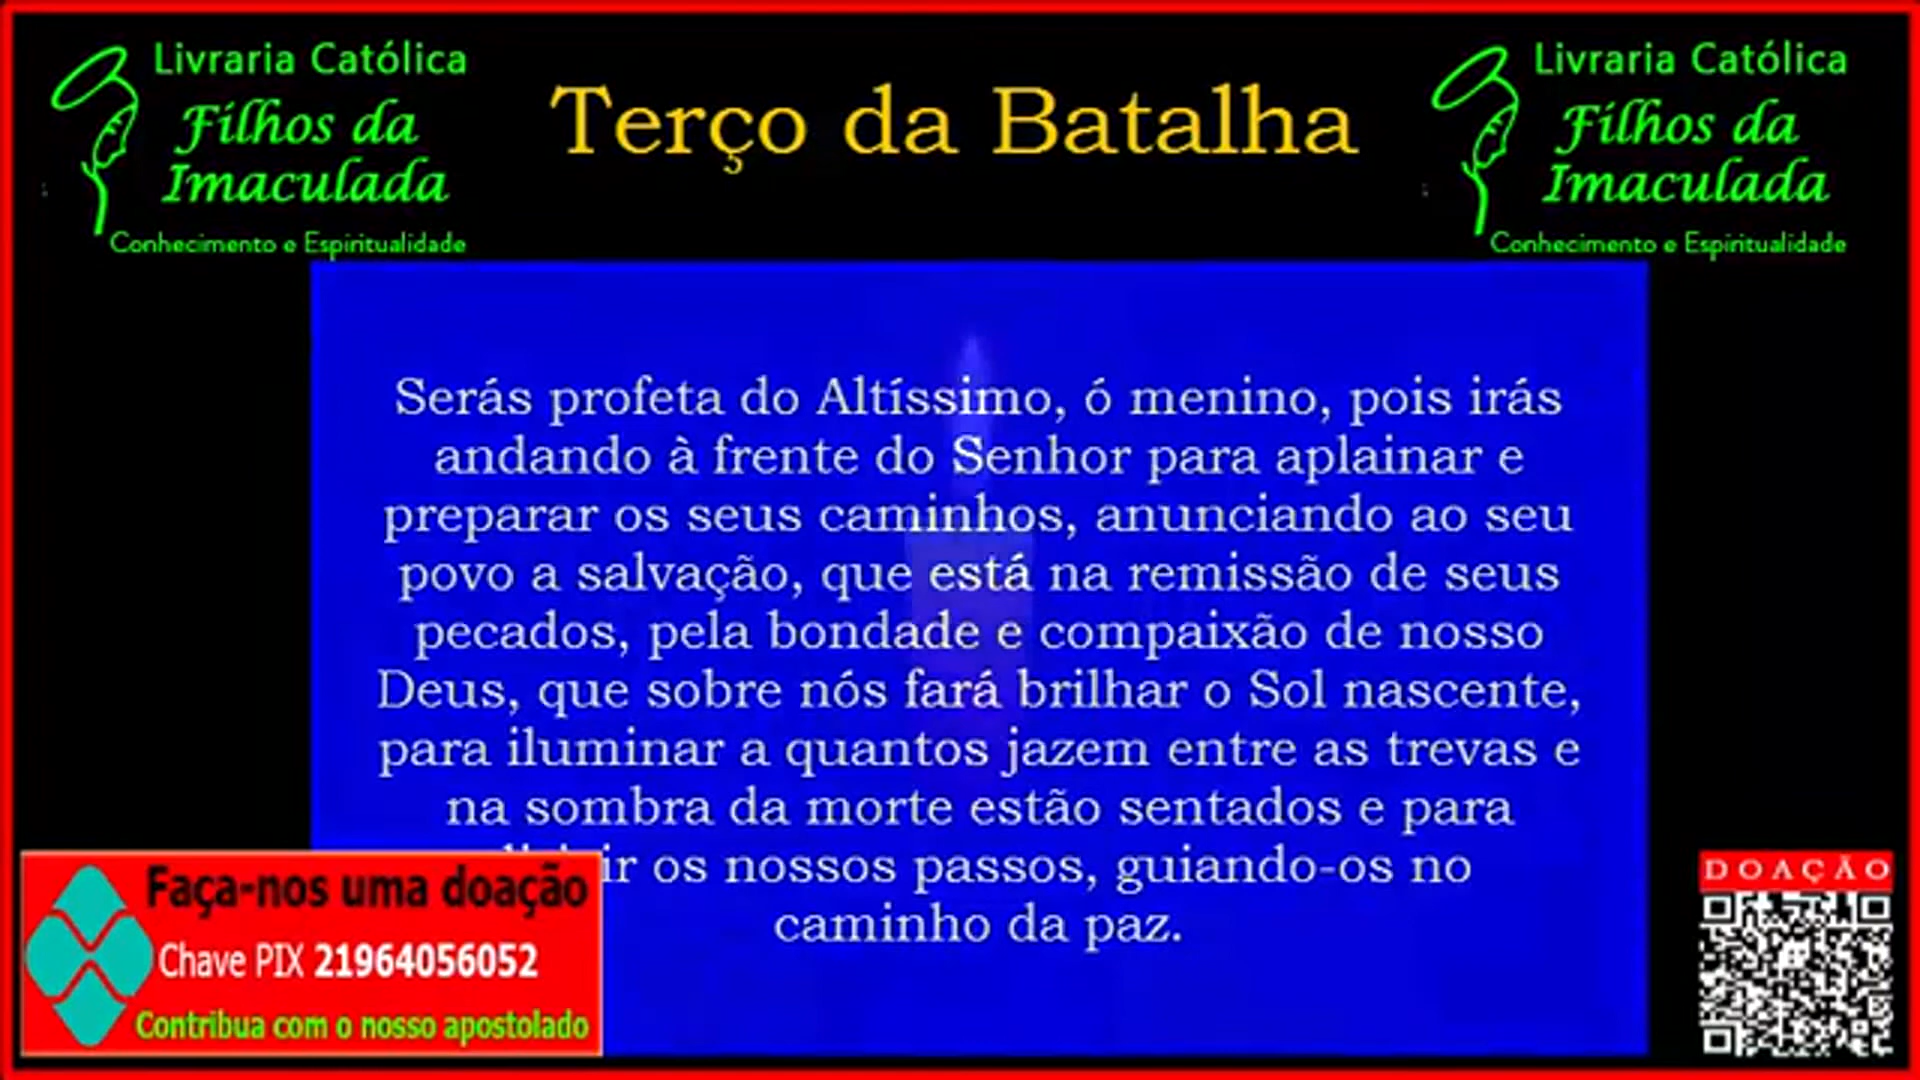 Livraria Católica
Filhos da
Imaculada
Conhecimento e Espiritualidade
Terço da Batalha
Livraria Católica
Filhos da
Imaculada
Conhecimento e Espiritualidade
Serás profeta do Altíssimo, ó menino, pois irás
andando à frente do Senhor para aplainar e
preparar os seus caminhos, anunciando ao seu
povo a salvação, que está na remissão de seus
pecados, pela bondade e compaixão de nosso
Deus, que sobre nós fará brilhar o Sol nascente,
para iluminar a quantos jazem entre as trevas e
na sombra da morte estão sentados e para
os nossos passos, guiando-os no
caminho da paz.
Faça-nos uma doação
Chave PIX 21964056052
Contribua com o nosso apostolado
DOAÇÃO